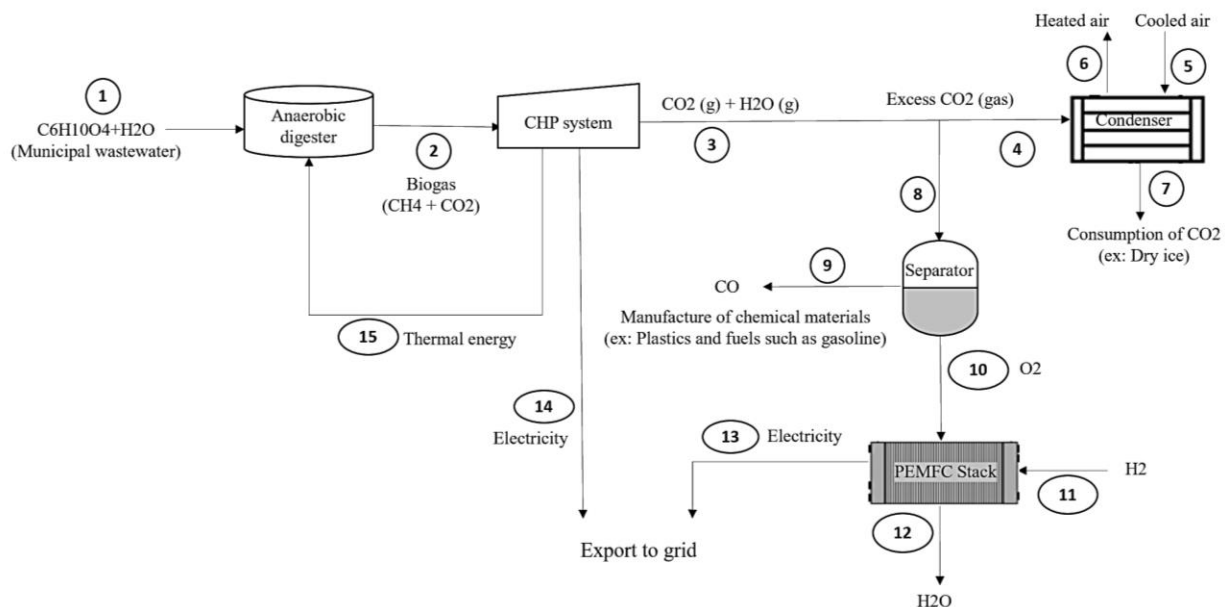 Heated air
Cooled air
6
5
1
C6H10O4+H2O
(Municipal wastewater)
Anaerobic
digester
2
Biogas
(CH4 + CO2)
CHP system
CO2 (g) + H2O (g)
3
Excess CO2 (gas)
4
Condenser
7
Consumption of CO2
(ex: Dry ice)
8
Separator
9
CO
Manufacture of chemical materials
(ex: Plastics and fuels such as gasoline)
15
Thermal energy
10
O2
14
Electricity
13
Electricity
PEMFC Stack
H2
11
12
Export to grid
H2O